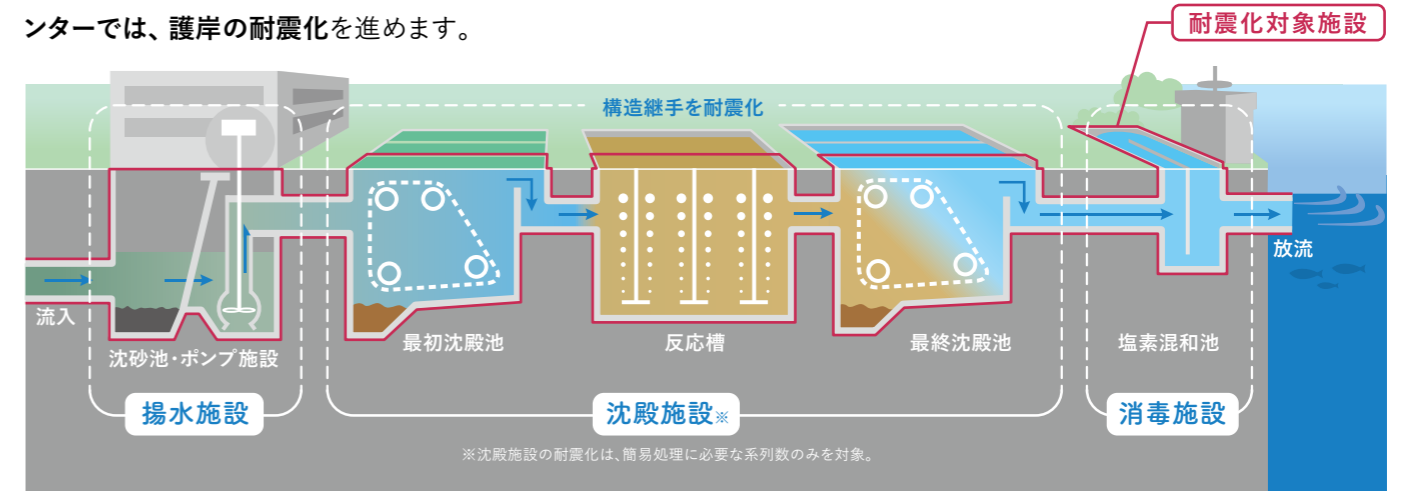 ンターでは、護岸の耐震化を進めます。
耐震化対象施設
構造継手を耐震化
流入
沈砂池・ポンプ施設
最初沈殿池
反応槽
最終沈殿池
塩素混和池
放流
揚水施設
沈殿施設※
消毒施設
※沈殿施設の耐震化は、簡易処理に必要な系列数のみを対象。